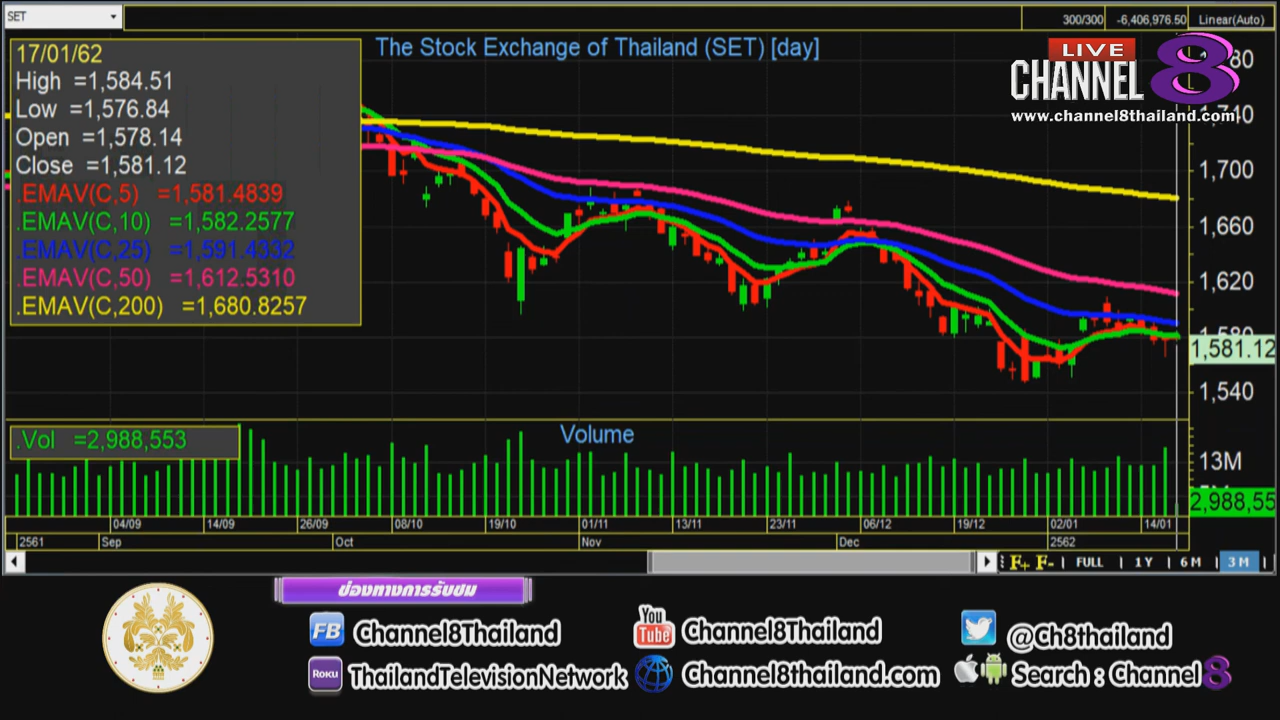 SET
300/300
-6,406,976.50
Linear(Auto)
The Stock Exchange of Thailand (SET) [day]
17/01/62
High =1,584.51
Low =1,576.84
Open =1,578.14
Close =1,581.12
.EMAV(C,5) =1,581.4839
.EMAV(C,10) =1,582.2577
.EMAV(C,25) =1,591.4332
.EMAV(C,50) =1,612.5310
.EMAV(C,200) =1,680.8257
LIVE
CHANNEL 8
www.channel8thailand.com
1,700
1,660
1,620
1,580
1,581.12
1,540
.Vol =2,988,553
Volume
13M
2,988,55
04/09 14/09 26/09 08/10 19/10 01/11 13/11 23/11 06/12 19/12 02/01 14/01
2561 Sep Oct Nov Dec 2562
F+ F- | FULL | 1Y | 6M | 3M |
ช่องทางการรับชม
FB Channel8Thailand
You Tube Channel8Thailand
@Ch8thailand
ROKU ThailandTelevisionNetwork
Channel8thailand.com
Search : Channel 8